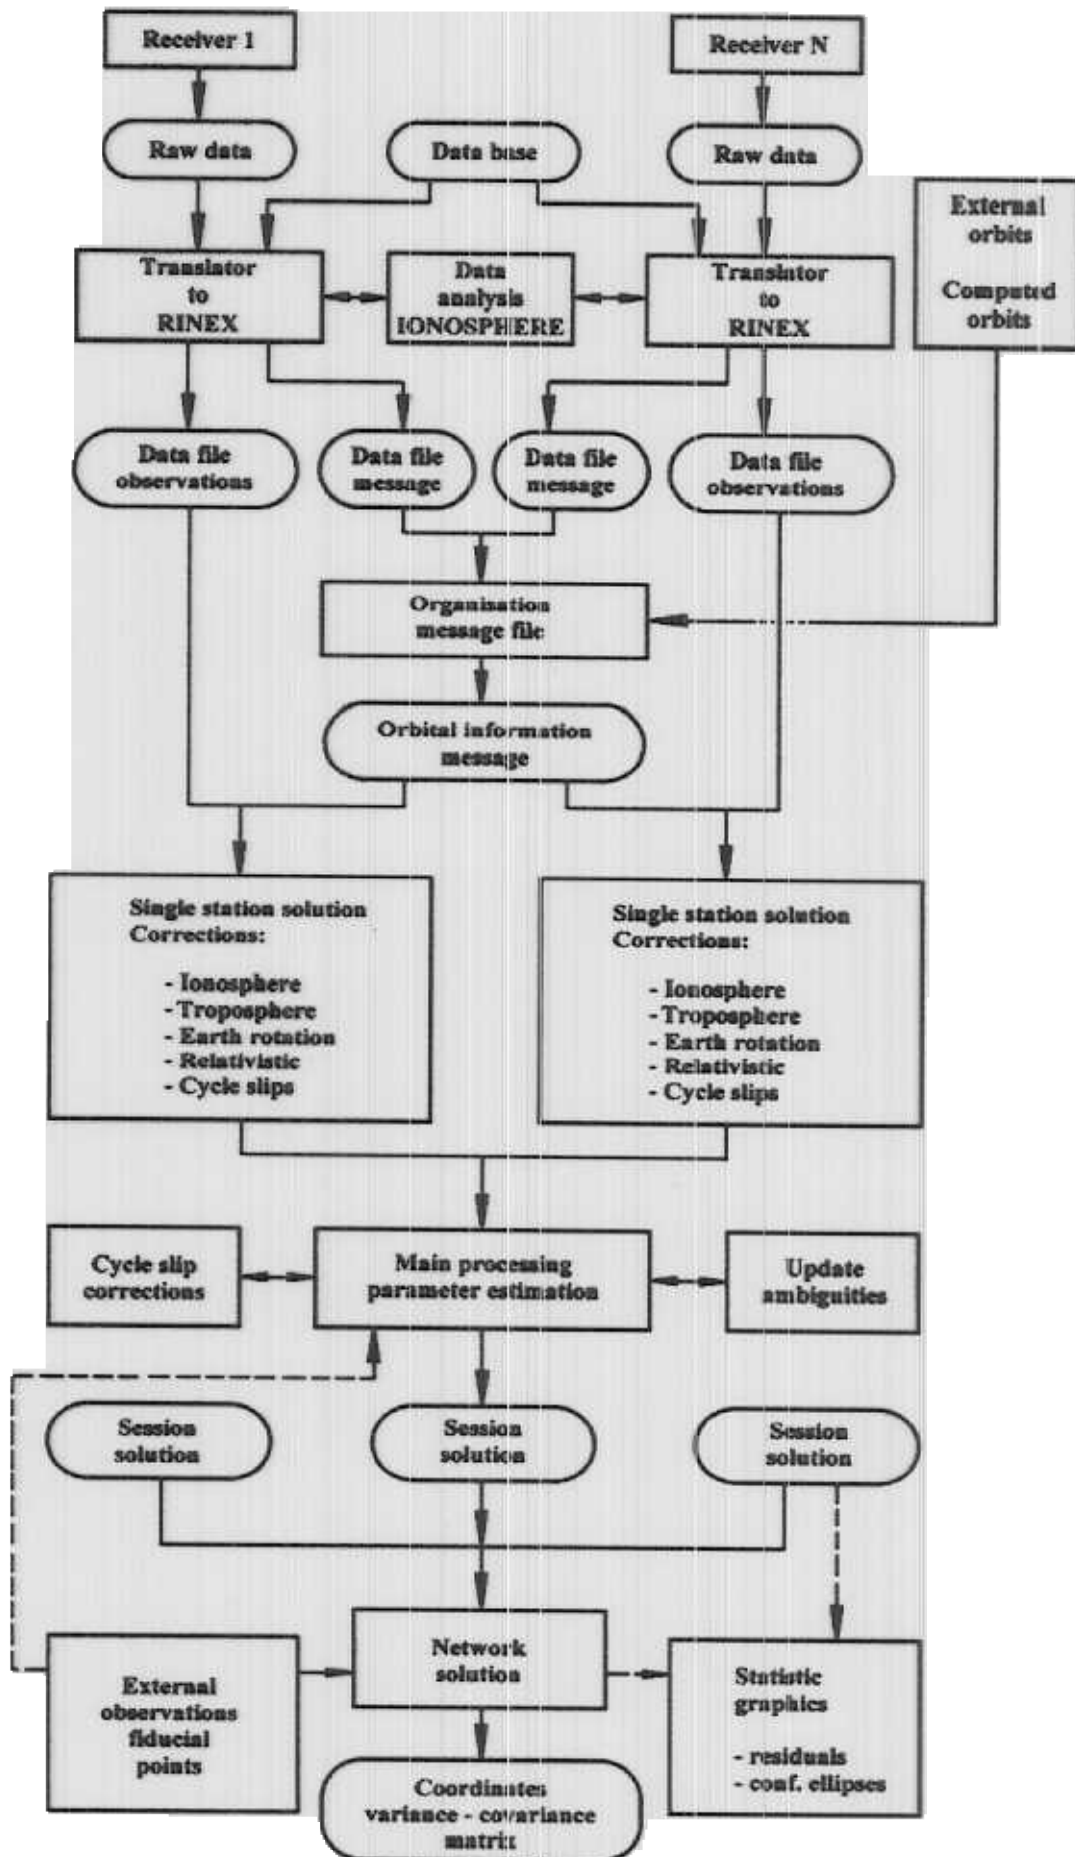 Receiver 1
Receiver N
Raw data
Data base
Raw data
External
orbits
Computed
orbits
Translator
to
RINEX
Data
analysis
IONOSPHERE
Translator
to
RINEX
Data file
observations
Data file
message
Data file
message
Data file
observations
Organisation
message file
Orbital information
message
Single station solution
Corrections:
- Ionosphere
- Troposphere
- Earth rotation
- Relativistic
- Cycle slips
Single station solution
Corrections:
- Ionosphere
- Troposphere
- Earth rotation
- Relativistic
- Cycle slips
Cycle slip
corrections
Main processing
parameter estimation
Update
ambiguities
Session
solution
Session
solution
Session
solution
External
observations
fiducial
points
Network
solution
Statistic
graphics
- residuals
- conf. ellipses
Coordinates
variance - covariance
matrix